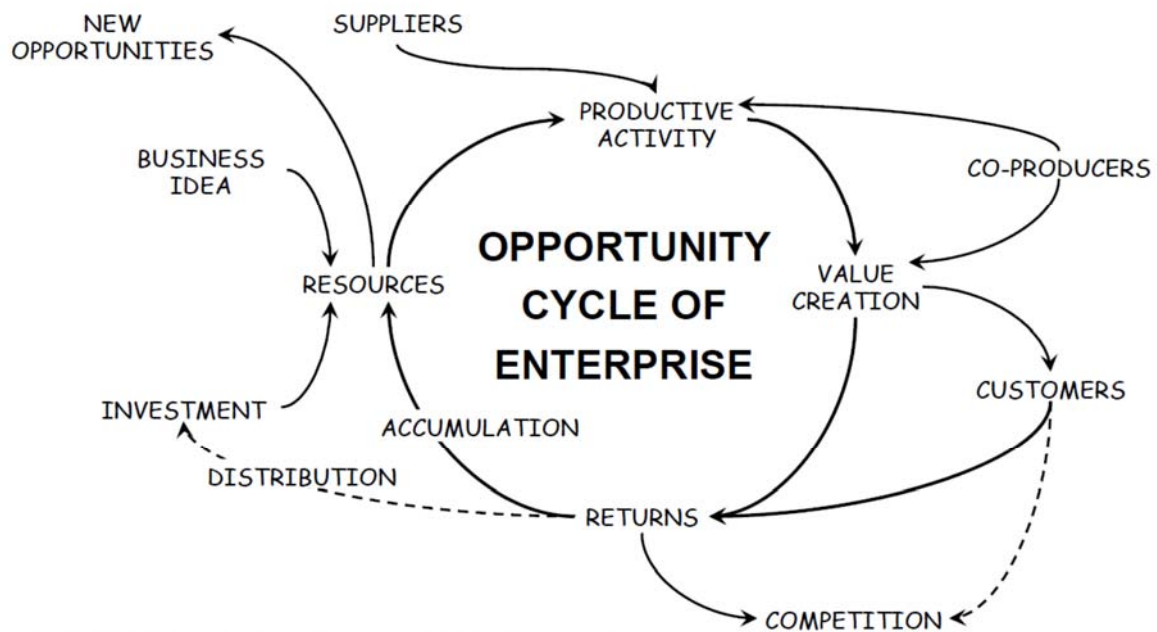 NEW
OPPORTUNITIES
SUPPLIERS
PRODUCTIVE
ACTIVITY
BUSINESS
IDEA
CO-PRODUCERS
OPPORTUNITY
CYCLE OF
ENTERPRISE
RESOURCES
VALUE
CREATION
INVESTMENT
ACCUMULATION
CUSTOMERS
DISTRIBUTION
RETURNS
COMPETITION